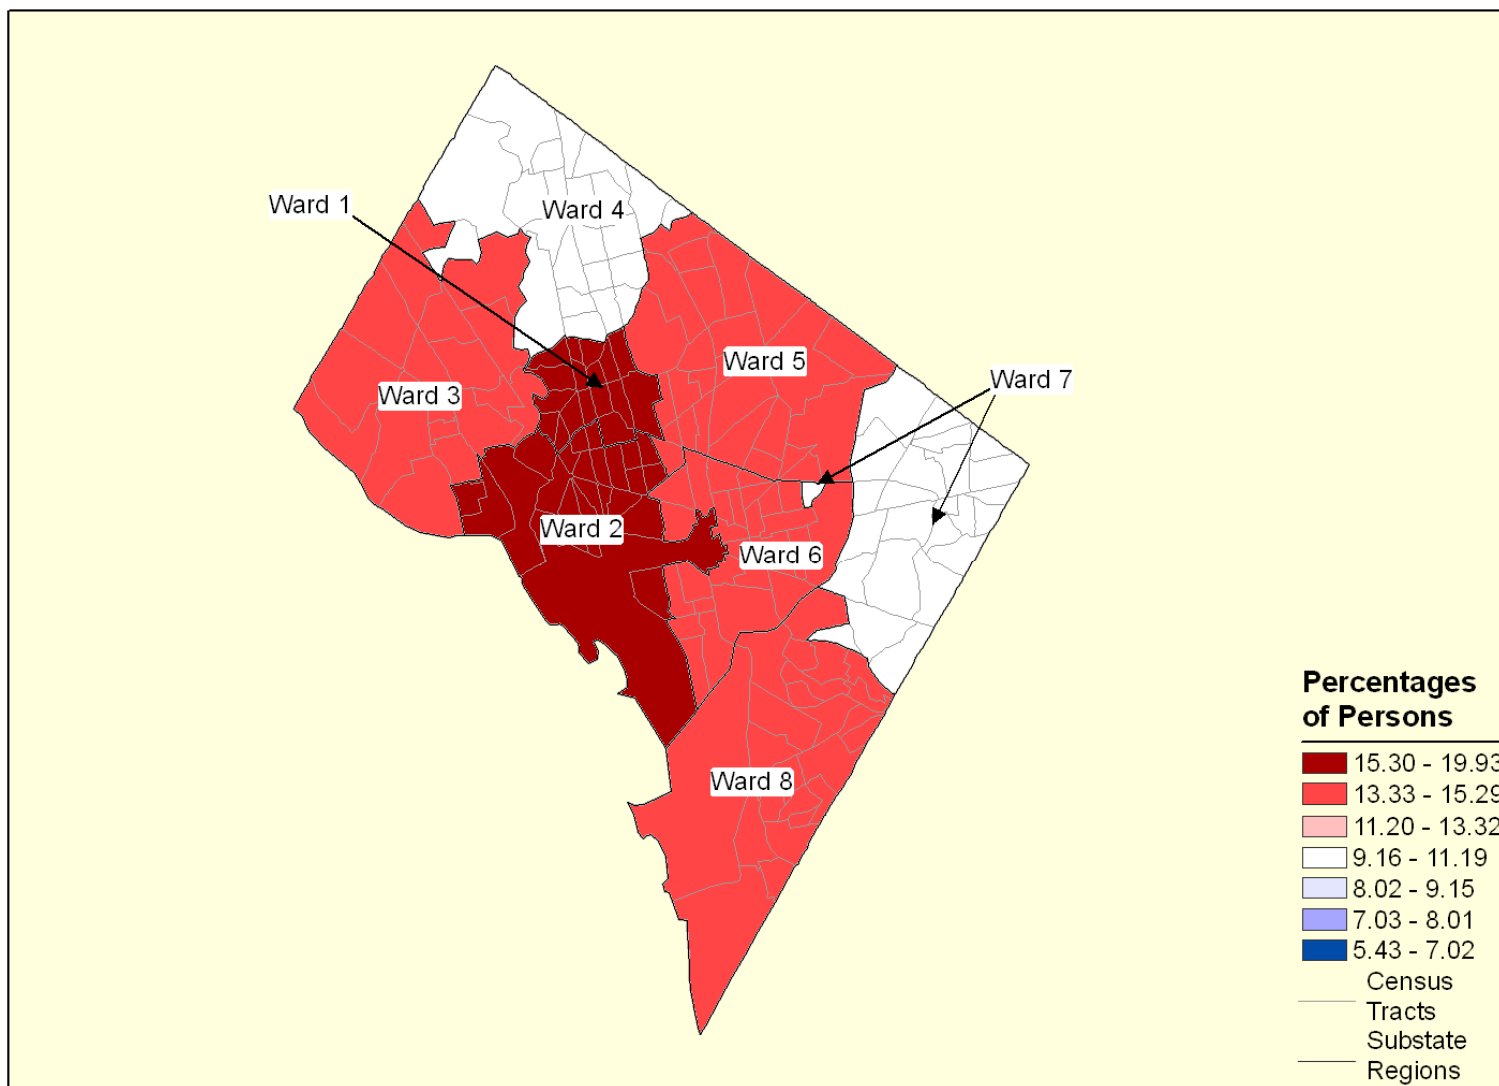 Ward 1
Ward 4
Ward 5
Ward 7
Ward 3
Ward 2
Ward 6
Ward 8
Percentages
of Persons
15.30 - 19.93
13.33 - 15.29
11.20 - 13.32
9.16 - 11.19
8.02 - 9.15
7.03 - 8.01
5.43 - 7.02
Census
Tracts
Substate
Regions